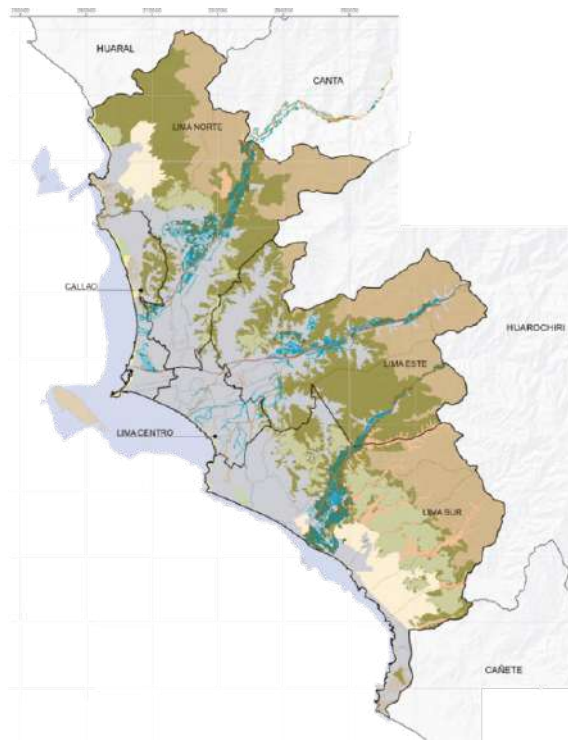 HUARAL
CANTA
LIMA NORTE
CALLAO
HUAROCHIRI
LIMA ESTE
LIMA CENTRO
LIMA SUR
CAÑETE